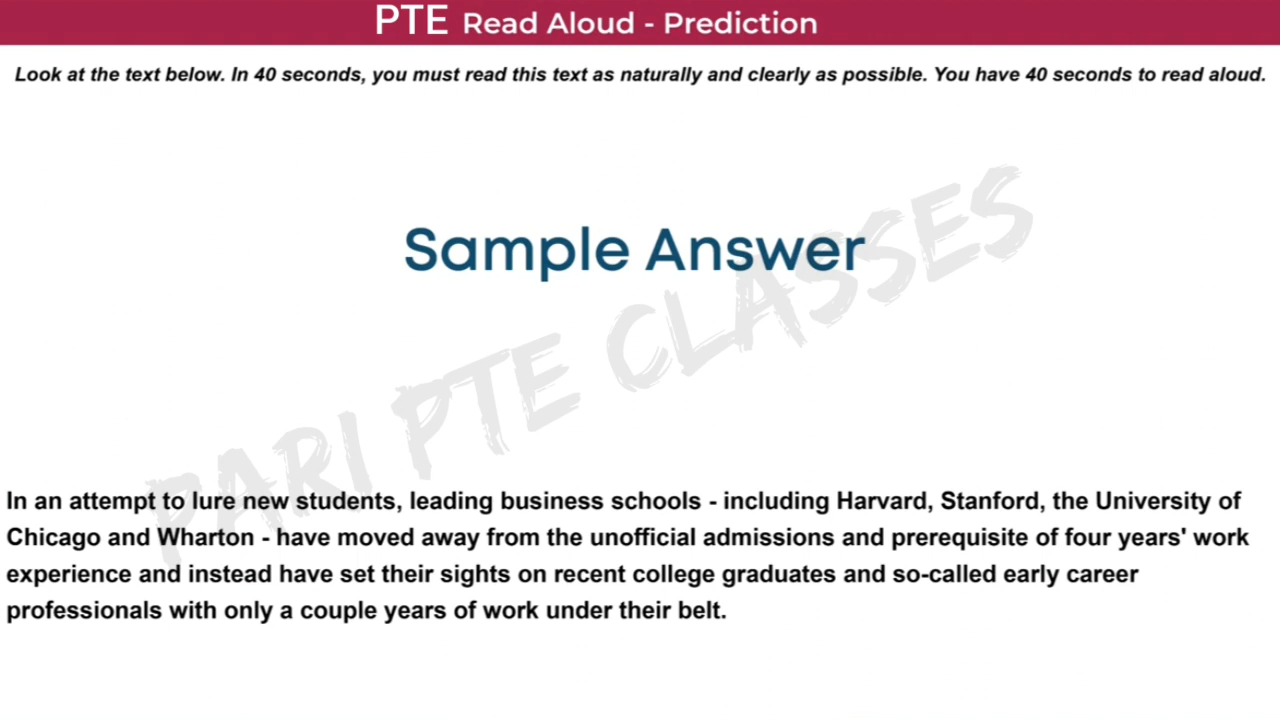 PTE Read Aloud - Prediction
Look at the text below. In 40 seconds, you must read this text as naturally and clearly as possible. You have 40 seconds to read aloud.
Sample Answer
PARI PTE CLASSES
In an attempt to lure new students, leading business schools - including Harvard, Stanford, the University of
Chicago and Wharton - have moved away from the unofficial admissions and prerequisite of four years' work
experience and instead have set their sights on recent college graduates and so-called early career
professionals with only a couple years of work under their belt.